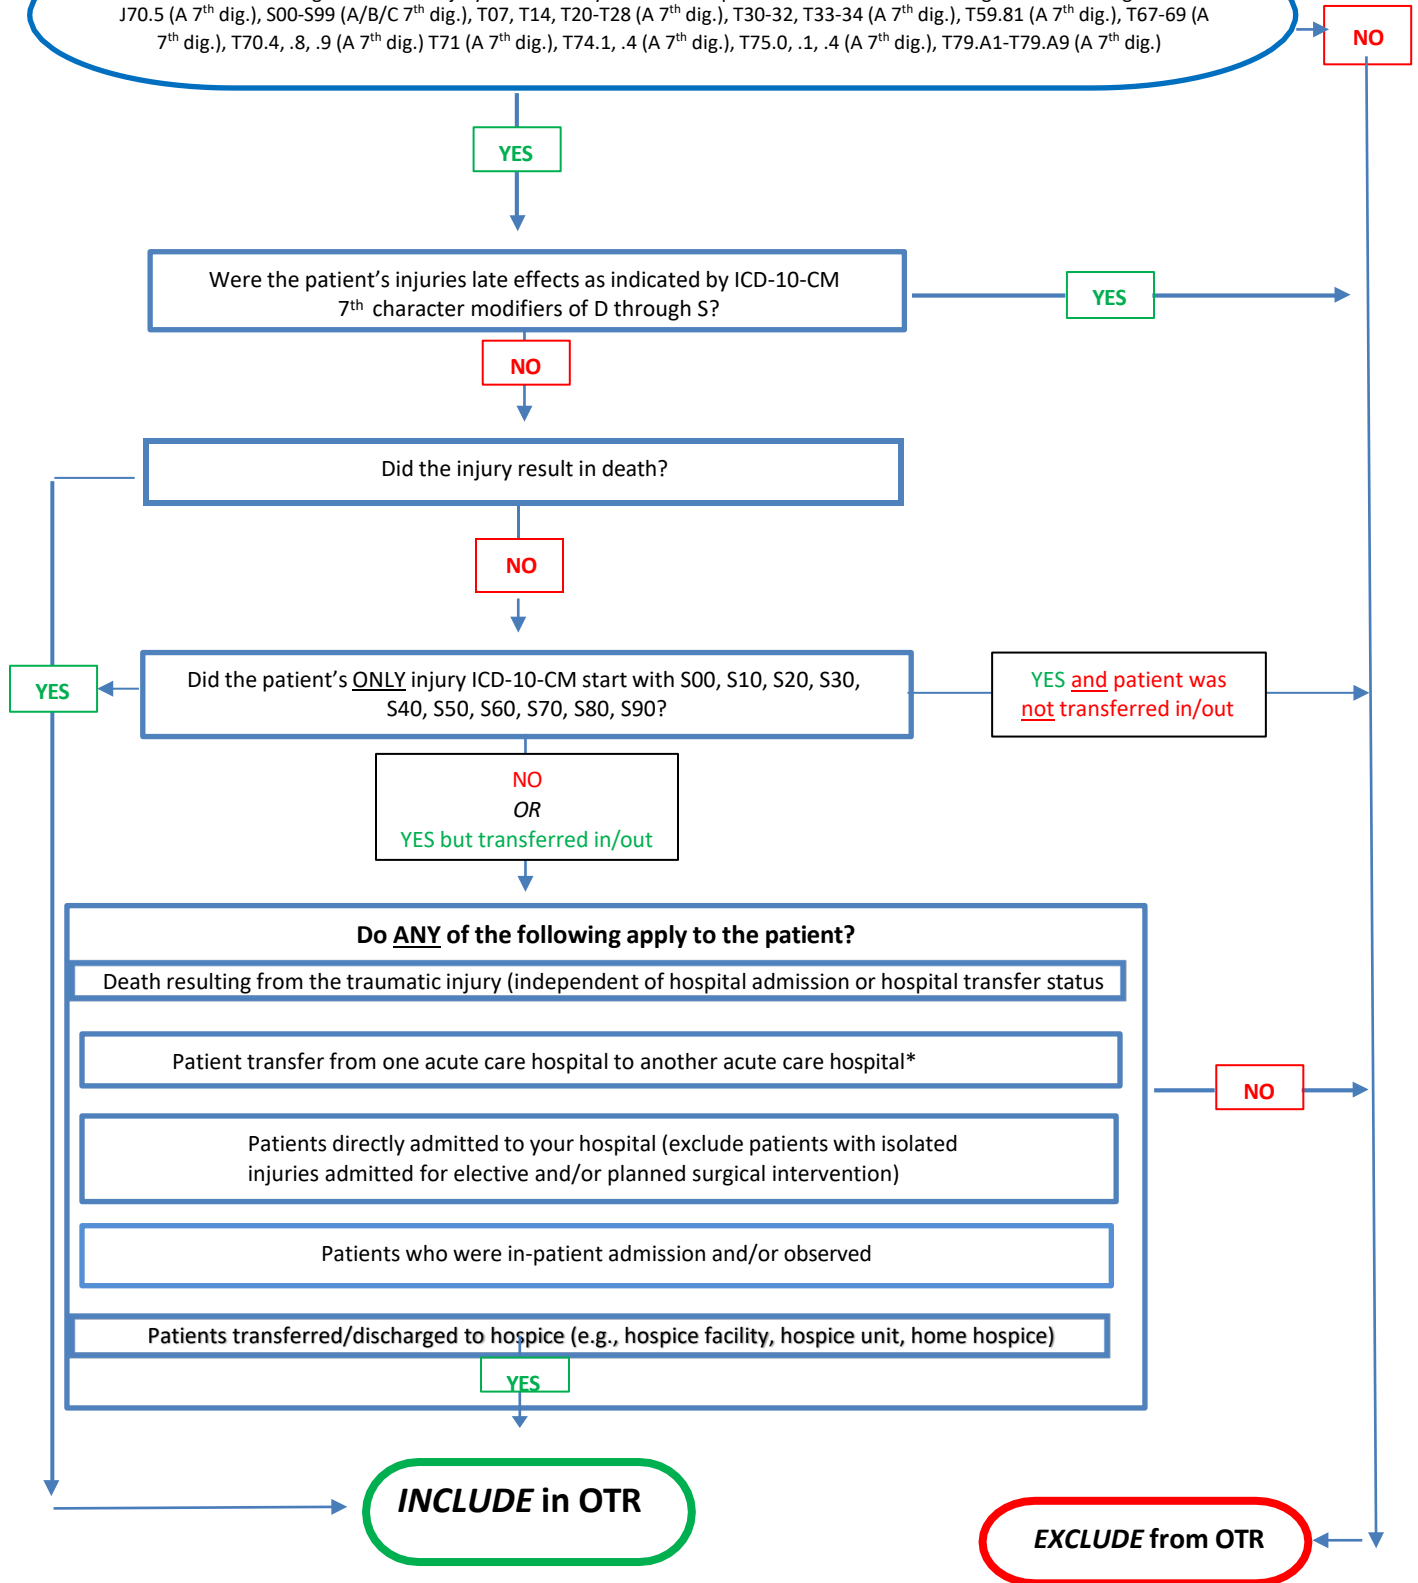 J70.5 (A 7th dig.), S00-S99 (A/B/C 7th dig.), T07, T14, T20-T28 (A 7th dig.), T30-32, T33-34 (A 7th dig.), T59.81 (A 7th dig.), T67-69 (A
7th dig.), T70.4, .8, .9 (A 7th dig.) T71 (A 7th dig.), T74.1, .4 (A 7th dig.), T75.0, .1, .4 (A 7th dig.), T79.A1-T79.A9 (A 7th dig.)
NO
YES
Were the patient’s injuries late effects as indicated by ICD-10-CM
7th character modifiers of D through S?
YES
NO
Did the injury result in death?
NO
YES
Did the patient’s ONLY injury ICD-10-CM start with S00, S10, S20, S30,
S40, S50, S60, S70, S80, S90?
YES and patient was
not transferred in/out
NO
OR
YES but transferred in/out
Do ANY of the following apply to the patient?
Death resulting from the traumatic injury (independent of hospital admission or hospital transfer status
Patient transfer from one acute care hospital to another acute care hospital*
NO
Patients directly admitted to your hospital (exclude patients with isolated
injuries admitted for elective and/or planned surgical intervention)
Patients who were in-patient admission and/or observed
Patients transferred/discharged to hospice (e.g., hospice facility, hospice unit, home hospice)
YES
INCLUDE in OTR
EXCLUDE from OTR